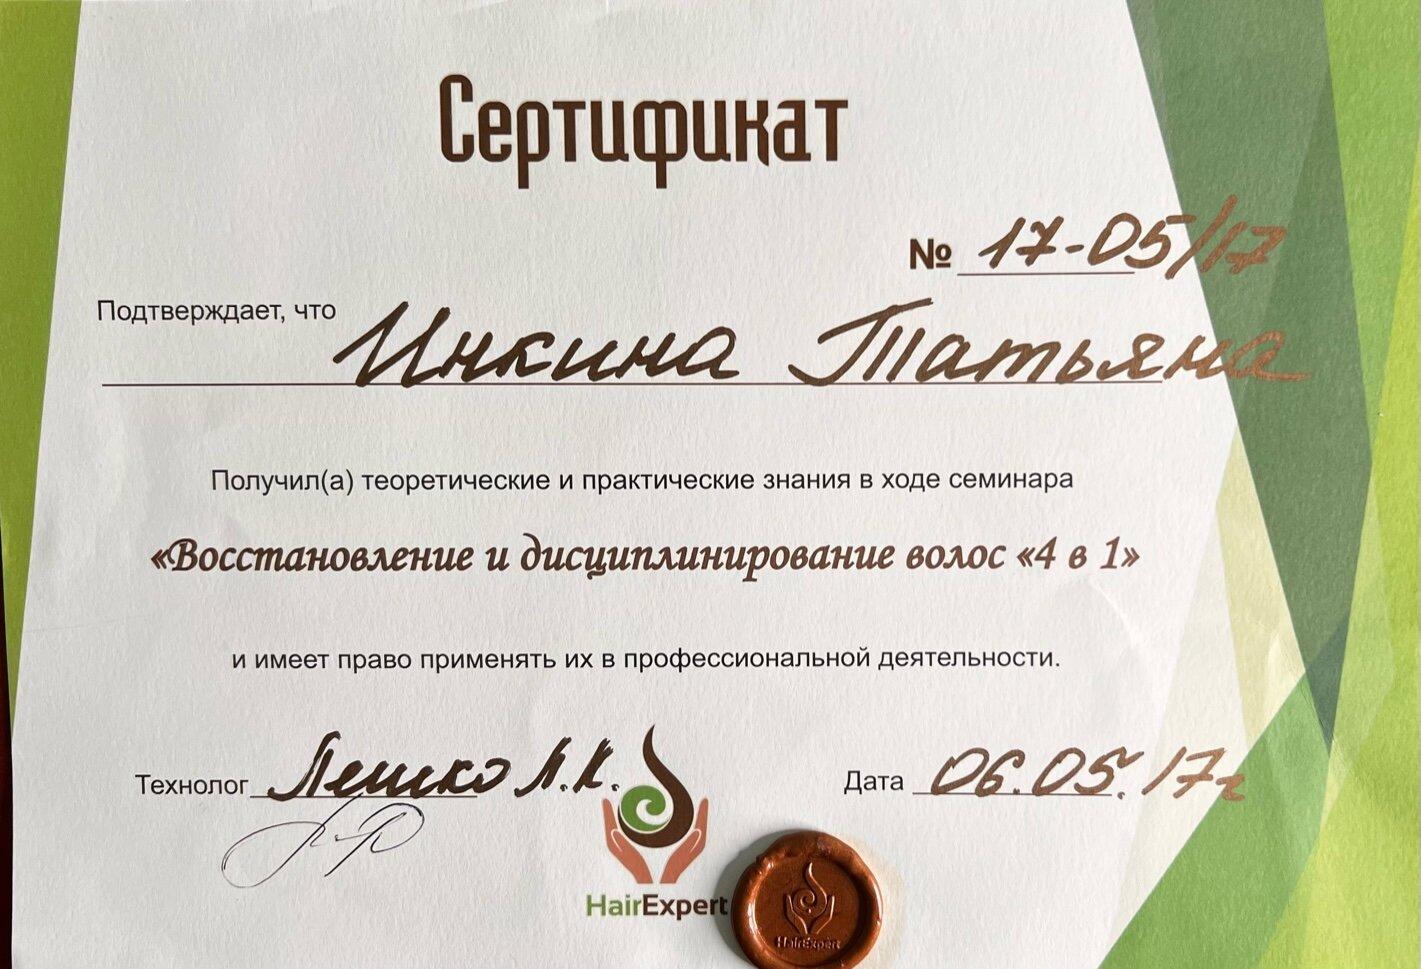 Сертификат
№ 17-05/17
Подтверждает, что Инкина Татьяна
Получил(а) теоретические и практические знания в ходе семинара
«Восстановление и дисциплинирование волос «4 в 1»
и имеет право применять их в профессиональной деятельности.
Технолог Лешко Л.К. Дата 06.05.17г
HairExpert
HairExpert